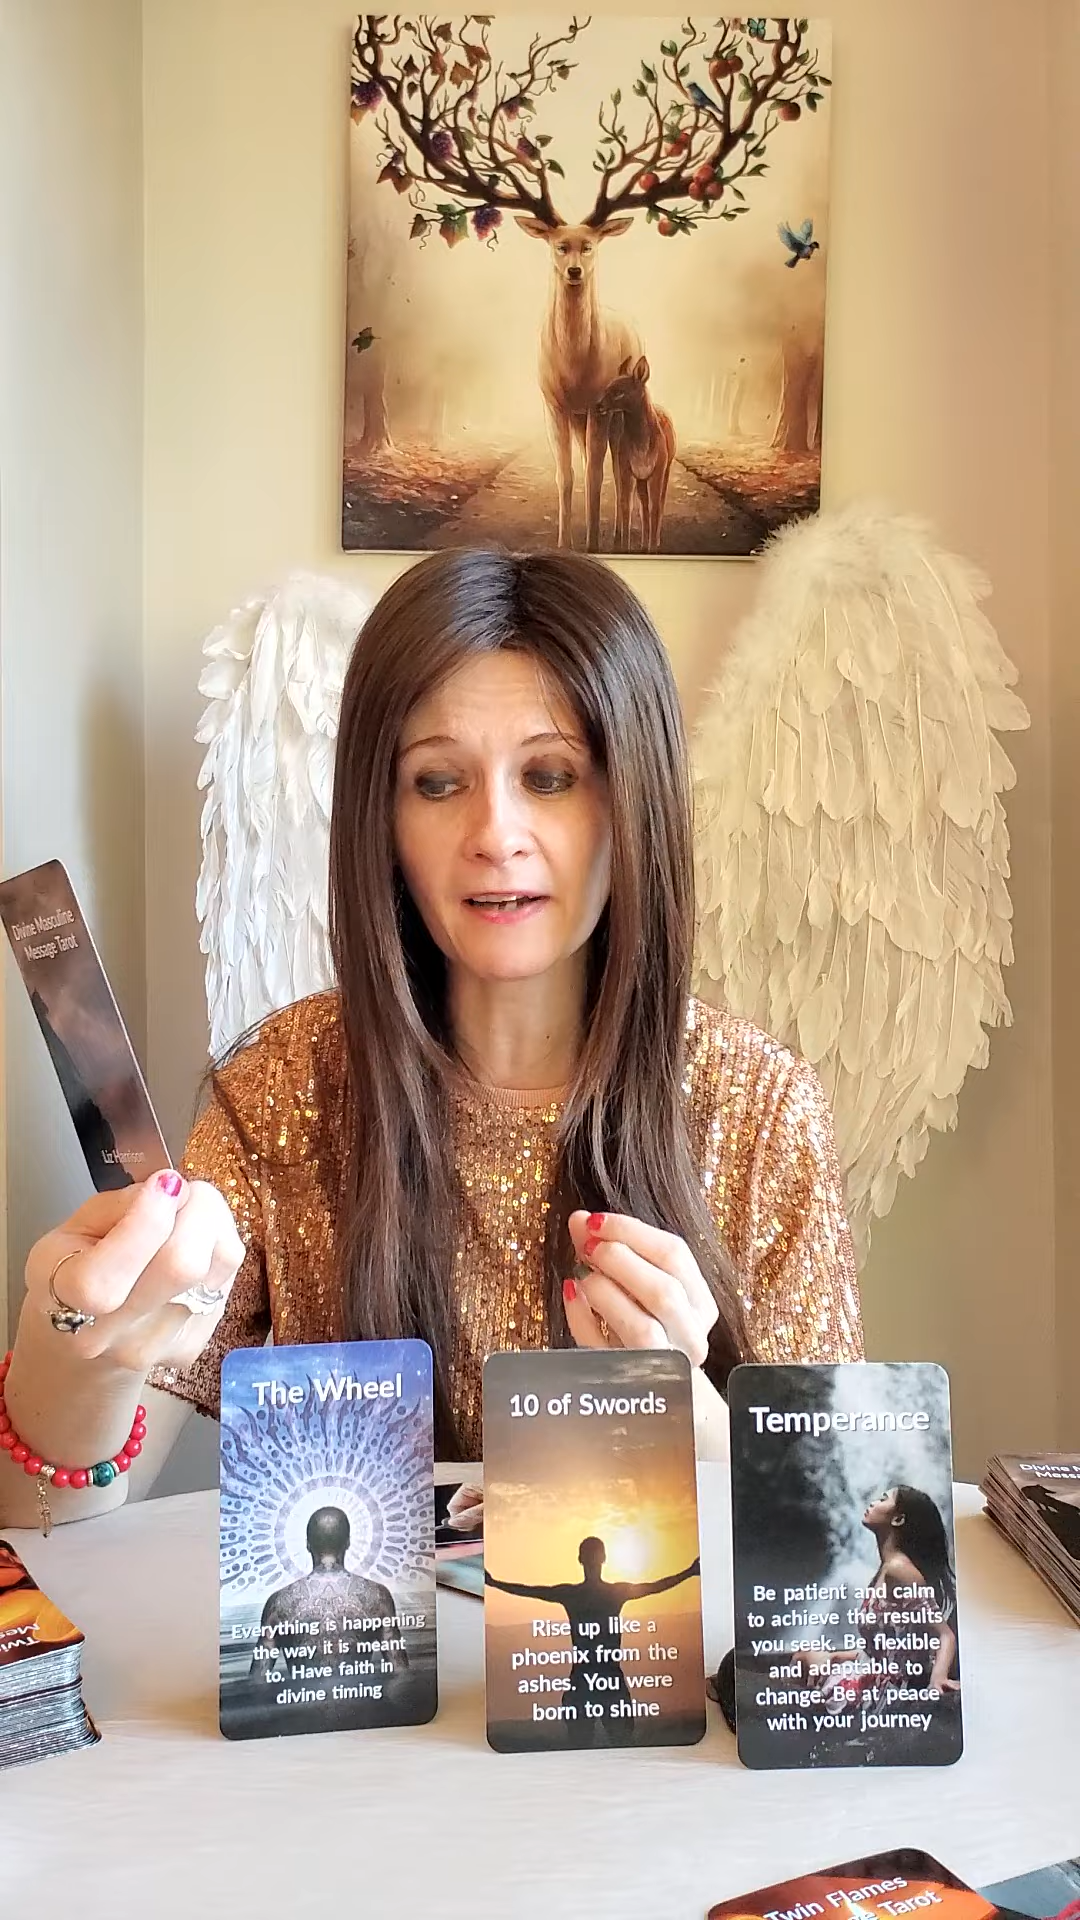 Divine Masculine
Message Tarot
Liz Harrison
The Wheel
Everything is happening
the way it is meant
to. Have faith in
divine timing
10 of Swords
Rise up like a
phoenix from the
ashes. You were
born to shine
Temperance
Be patient and calm
to achieve the results
you seek. Be flexible
and adaptable to
change. Be at peace
with your journey
Divine
Twin Flames
Tarot